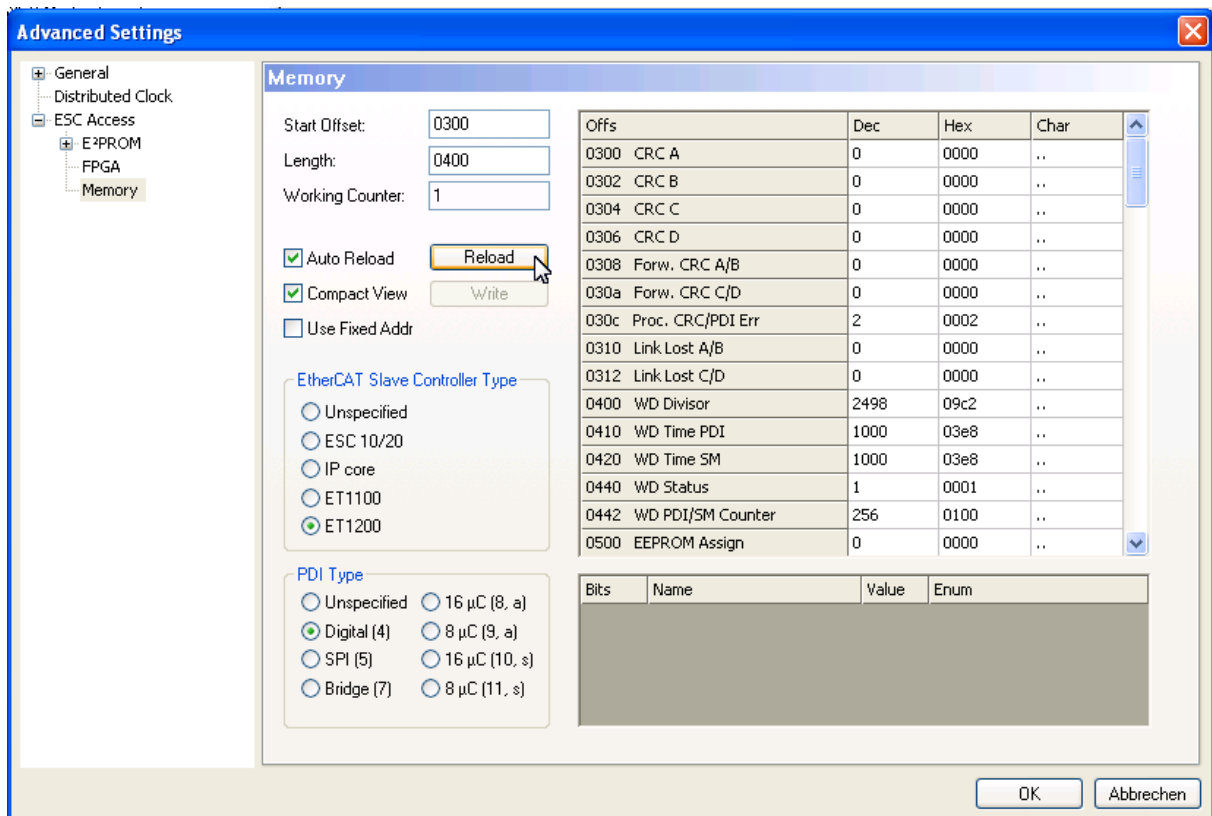 Advanced Settings
General
Distributed Clock
ESC Access
E²PROM
FPGA
Memory
Memory
Start Offset: 0300
Length: 0400
Working Counter: 1
Auto Reload Reload
Compact View Write
Use Fixed Addr
EtherCAT Slave Controller Type
Unspecified
ESC 10/20
IP core
ET1100
ET1200
PDI Type
Unspecified 16 µC (8, a)
Digital (4) 8 µC (9, a)
SPI (5) 16 µC (10, s)
Bridge (7) 8 µC (11, s)
Offs Dec Hex Char
0300 CRC A 0 0000 ..
0302 CRC B 0 0000 ..
0304 CRC C 0 0000 ..
0306 CRC D 0 0000 ..
0308 Forw. CRC A/B 0 0000 ..
030a Forw. CRC C/D 0 0000 ..
030c Proc. CRC/PDI Err 2 0002 ..
0310 Link Lost A/B 0 0000 ..
0312 Link Lost C/D 0 0000 ..
0400 WD Divisor 2498 09c2 ..
0410 WD Time PDI 1000 03e8 ..
0420 WD Time SM 1000 03e8 ..
0440 WD Status 1 0001 ..
0442 WD PDI/SM Counter 256 0100 ..
0500 EEPROM Assign 0 0000 ..
Bits Name Value Enum
OK Abbrechen